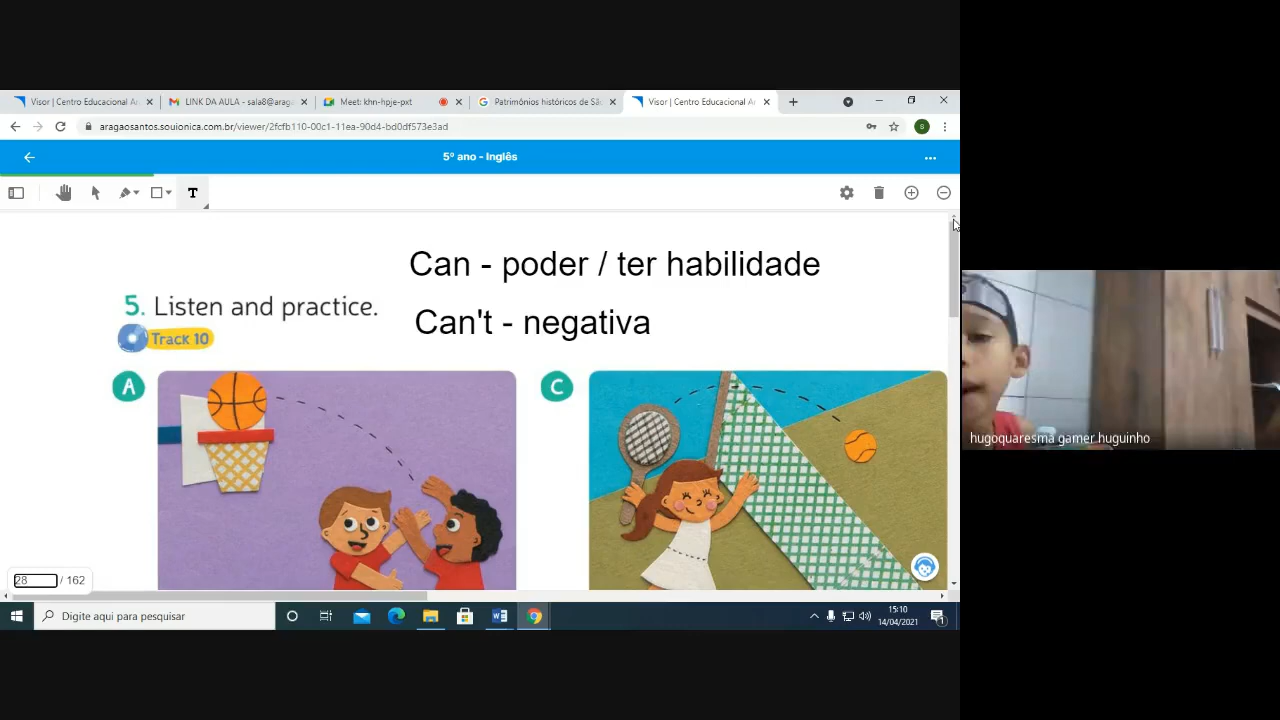 Visor | Centro Educacional Ar
LINK DA AULA - sala8@arag
Meet: khn-hpje-pxt
Patrimônios históricos de Sã
Visor | Centro Educacional Ar
aragaosantos.souionica.com.br/viewer/2fcfb110-00c1-11ea-90d4-bd0df573e3ad
S
5º ano - Inglês
T
Can - poder / ter habilidade
5. Listen and practice.
Can't - negativa
Track 10
A
C
hugoquaresma gamer huguinho
28 / 162
Digite aqui para pesquisar
15:10
14/04/2021
1